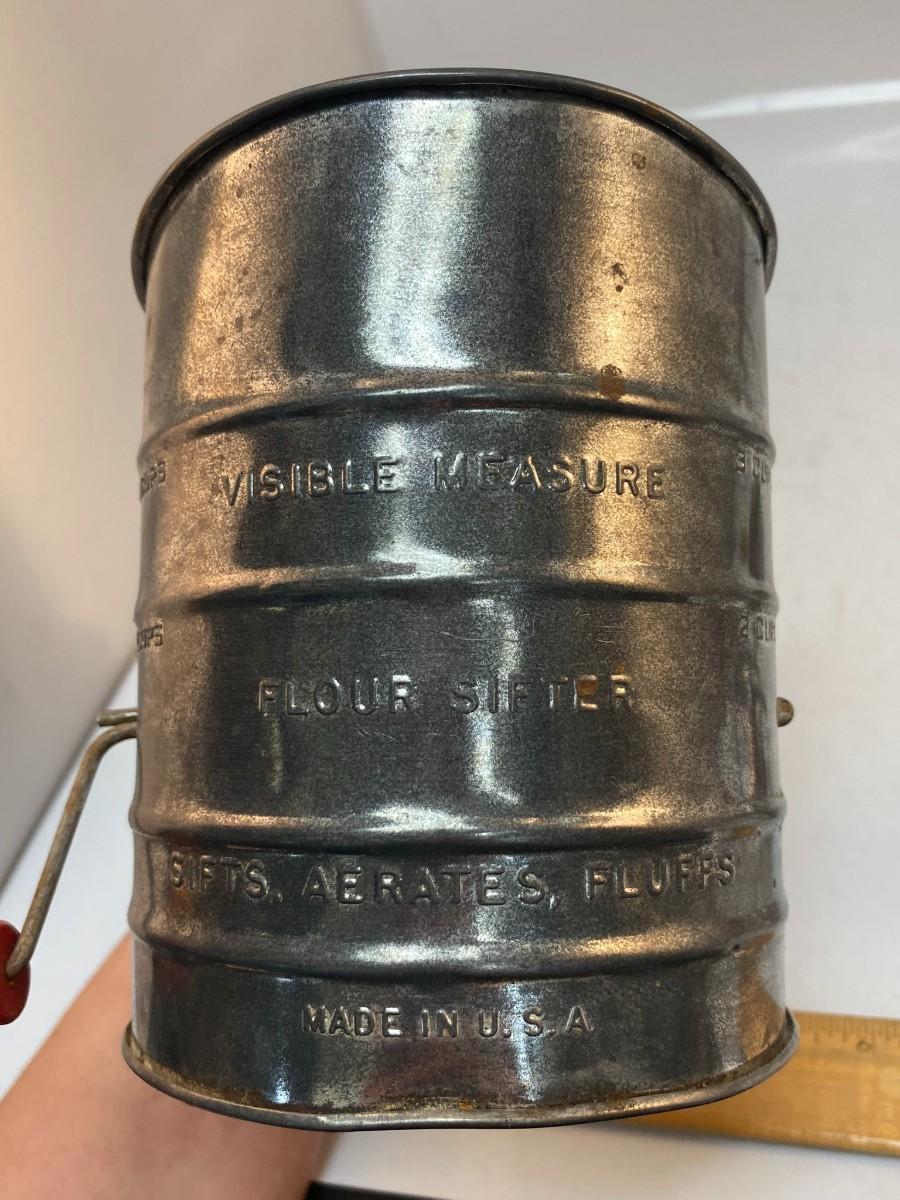 VISIBLE MEASURE
FLOUR SIFTER
SIFTS, AERATES, FLUFFS
MADE IN U.S.A